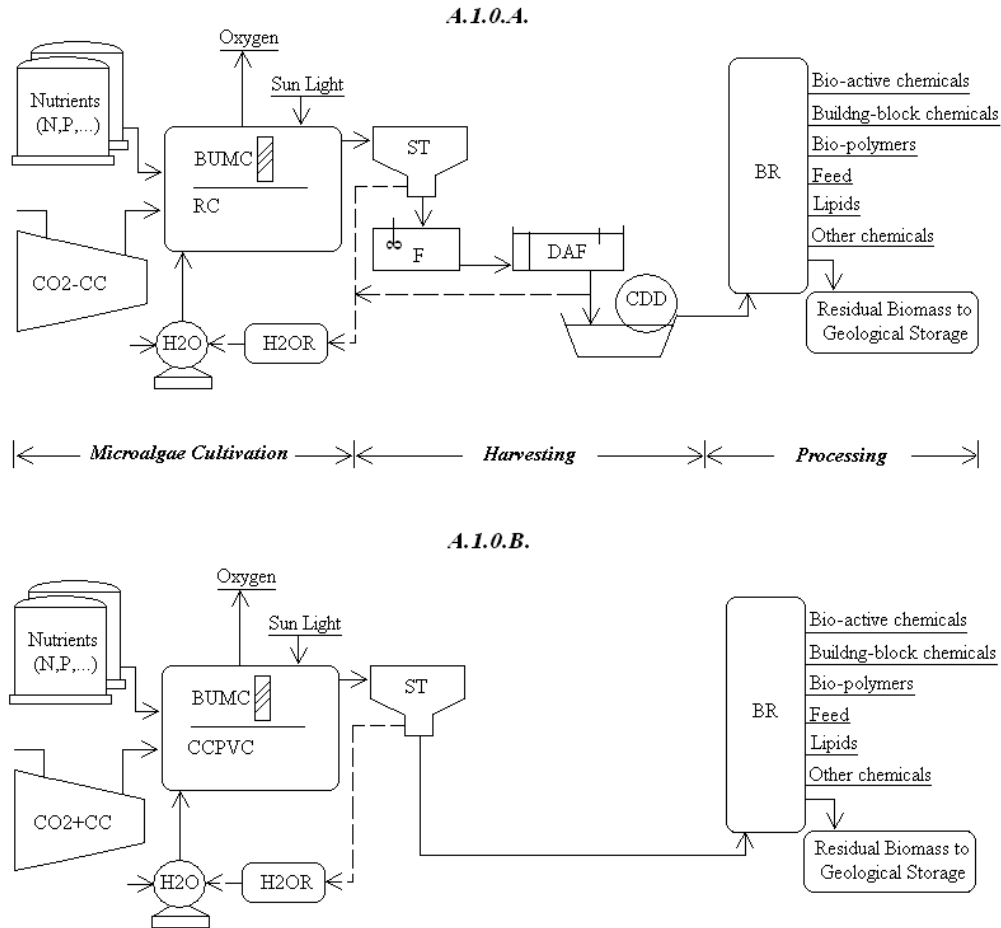 A.1.0.A.
Oxygen
Sun Light
Nutrients
(N,P,...)
BUMC
RC
ST
CO2-CC
F
DAF
CDD
H2O
H2OR
BR
Bio-active chemicals
Buildng-block chemicals
Bio-polymers
Feed
Lipids
Other chemicals
Residual Biomass to
Geological Storage
Microalgae Cultivation
Harvesting
Processing
A.1.0.B.
Oxygen
Sun Light
Nutrients
(N,P,...)
BUMC
CCPVC
ST
CO2+CC
H2O
H2OR
BR
Bio-active chemicals
Buildng-block chemicals
Bio-polymers
Feed
Lipids
Other chemicals
Residual Biomass to
Geological Storage